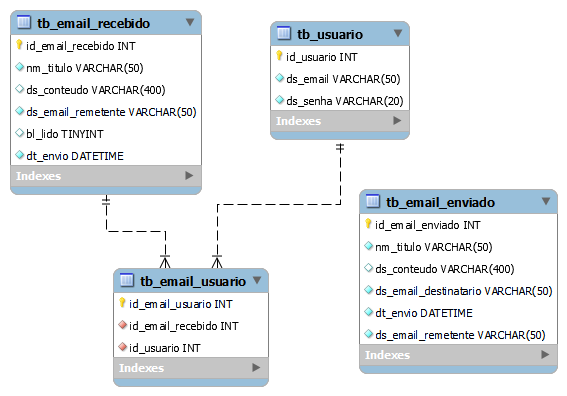 tb_email_recebido
id_email_recebido INT
nm_titulo VARCHAR(50)
ds_conteudo VARCHAR(400)
ds_email_remetente VARCHAR(50)
bl_lido TINYINT
dt_envio DATETIME
Indexes
tb_usuario
id_usuario INT
ds_email VARCHAR(50)
ds_senha VARCHAR(20)
Indexes
tb_email_usuario
id_email_usuario INT
id_email_recebido INT
id_usuario INT
Indexes
tb_email_enviado
id_email_enviado INT
nm_titulo VARCHAR(50)
ds_conteudo VARCHAR(400)
ds_email_destinatario VARCHAR(50)
dt_envio DATETIME
ds_email_remetente VARCHAR(50)
Indexes